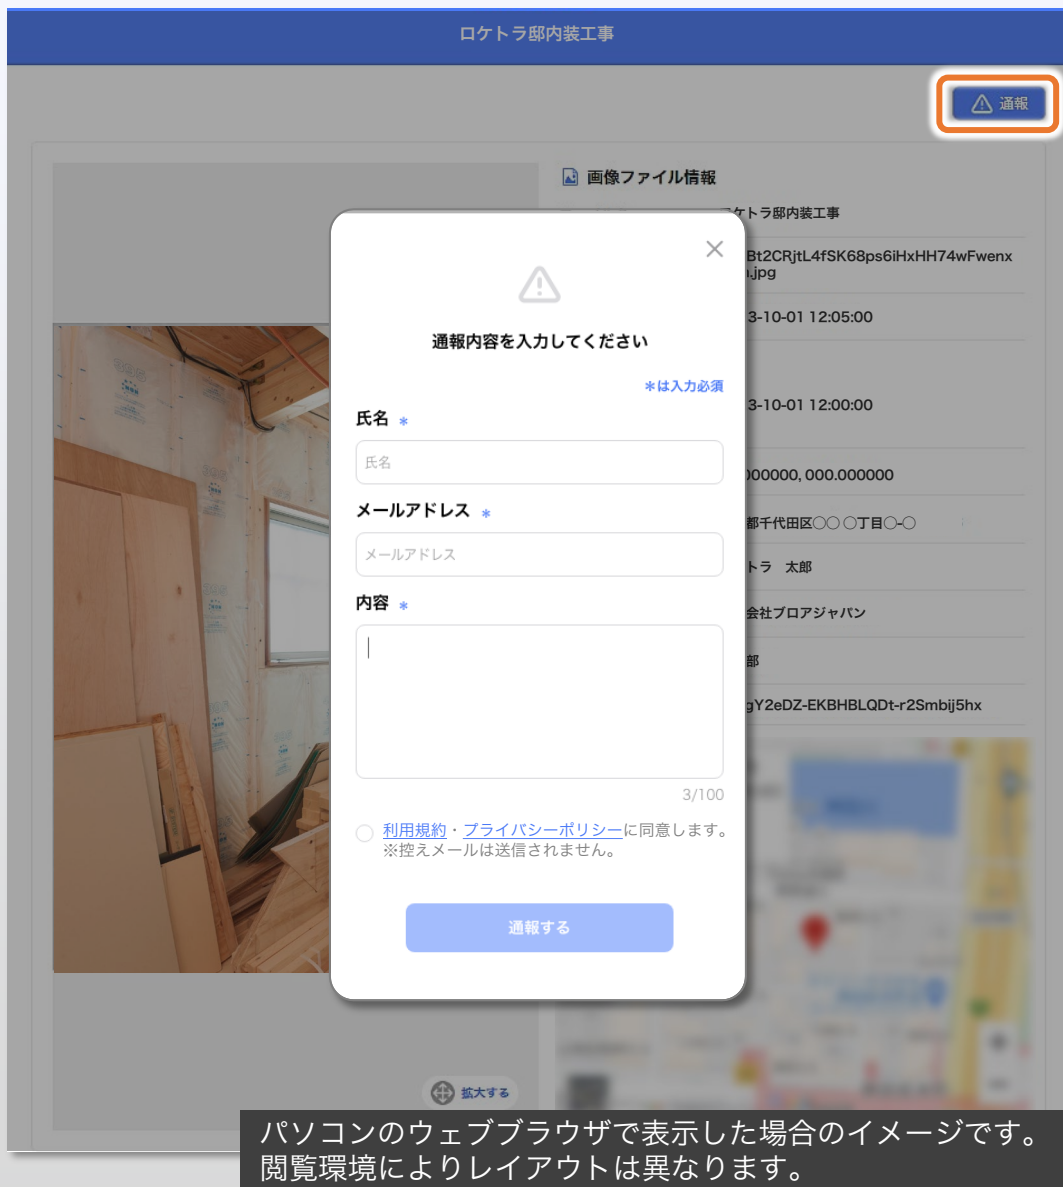 ロケトラ邸内装工事
通報
画像ファイル情報
ケトラ邸内装工事
Bt2CRjtL4fSK68ps6iHxHH74wFwenx
.jpg
3-10-01 12:05:00
3-10-01 12:00:00
000000, 000.000000
都千代田区○○ ○丁目○-○
トラ 太郎
会社ブロアジャパン
部
gY2eDZ-EKBHBLQDt-r2Smbij5hx
通報内容を入力してください
*は入力必須
氏名 *
氏名
メールアドレス *
メールアドレス
内容 *
3/100
利用規約・プライバシーポリシーに同意します。
※控えメールは送信されません。
通報する
拡大する
パソコンのウェブブラウザで表示した場合のイメージです。
閲覧環境によりレイアウトは異なります。